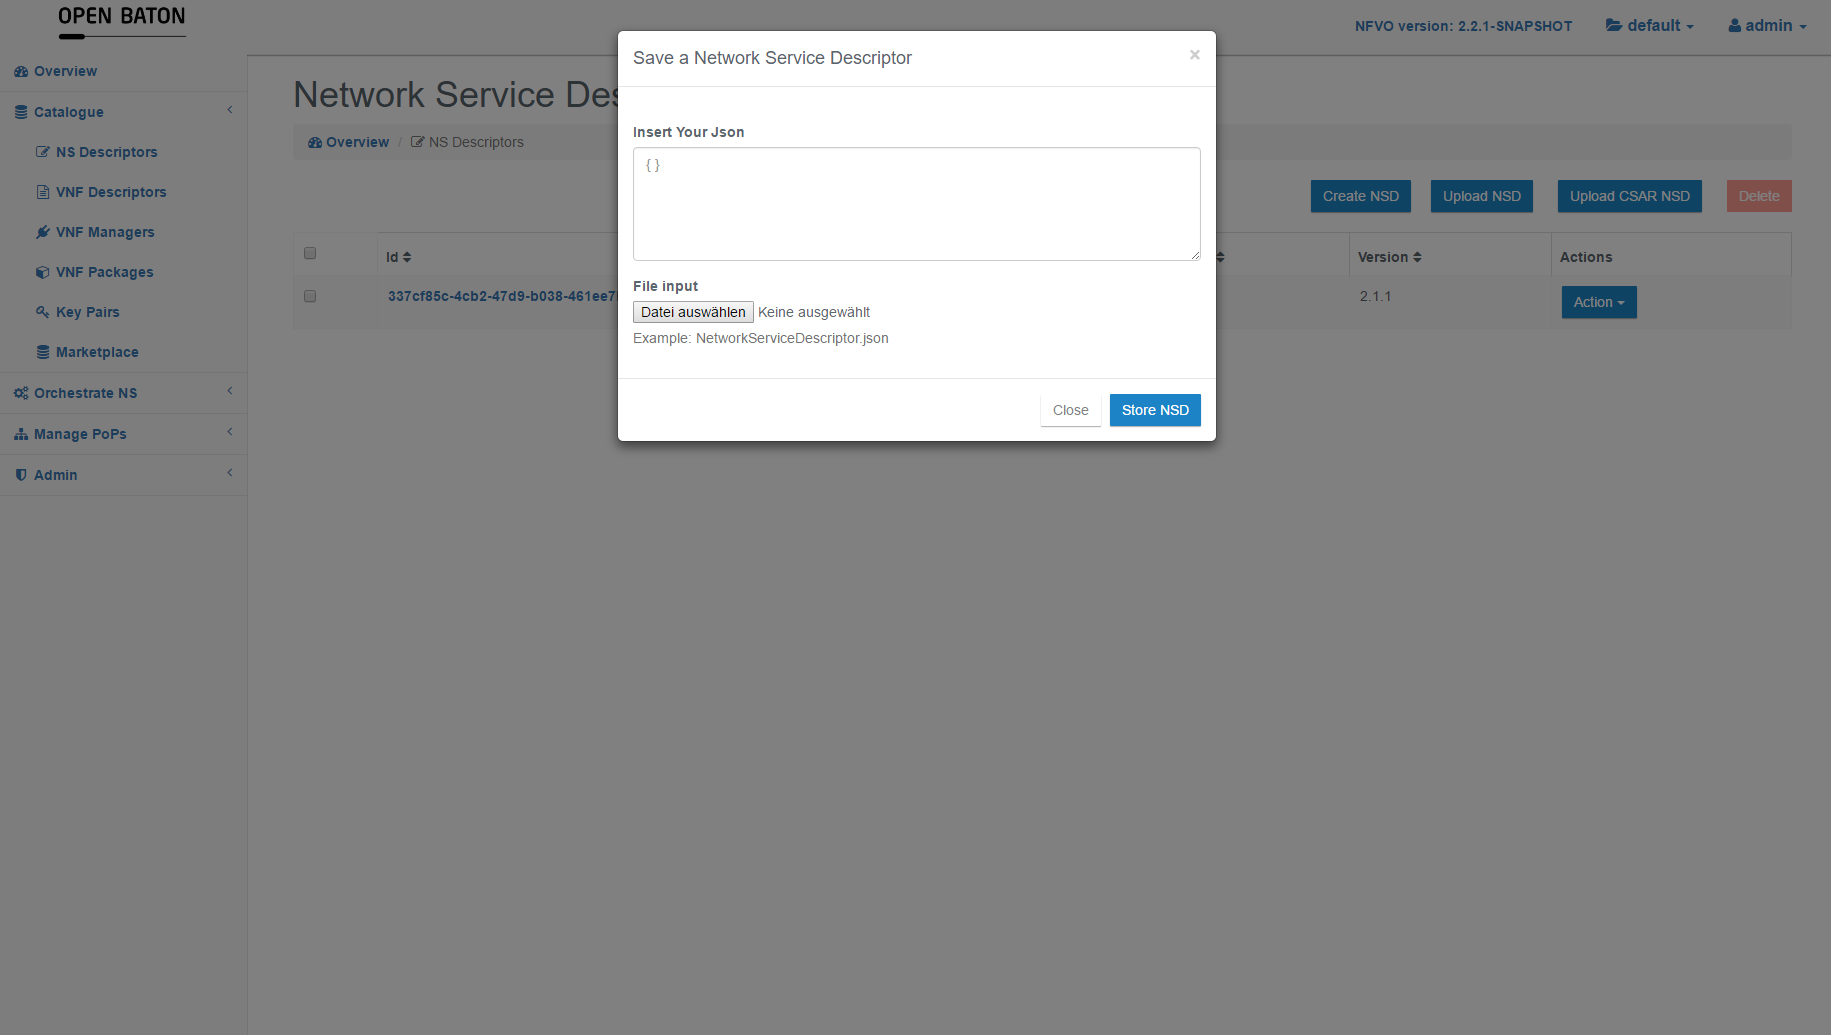 OPEN BATON
NFVO version: 2.2.1-SNAPSHOT
default
admin
Overview
Catalogue
NS Descriptors
VNF Descriptors
VNF Managers
VNF Packages
Key Pairs
Marketplace
Orchestrate NS
Manage PoPs
Admin
Network Service Des
Overview / NS Descriptors
Create NSD
Upload NSD
Upload CSAR NSD
Delete
Id
Version
Actions
337cf85c-4cb2-47d9-b038-461ee7
2.1.1
Action
Save a Network Service Descriptor
×
Insert Your Json
{ }
File input
Datei auswählen Keine ausgewählt
Example: NetworkServiceDescriptor.json
Close
Store NSD